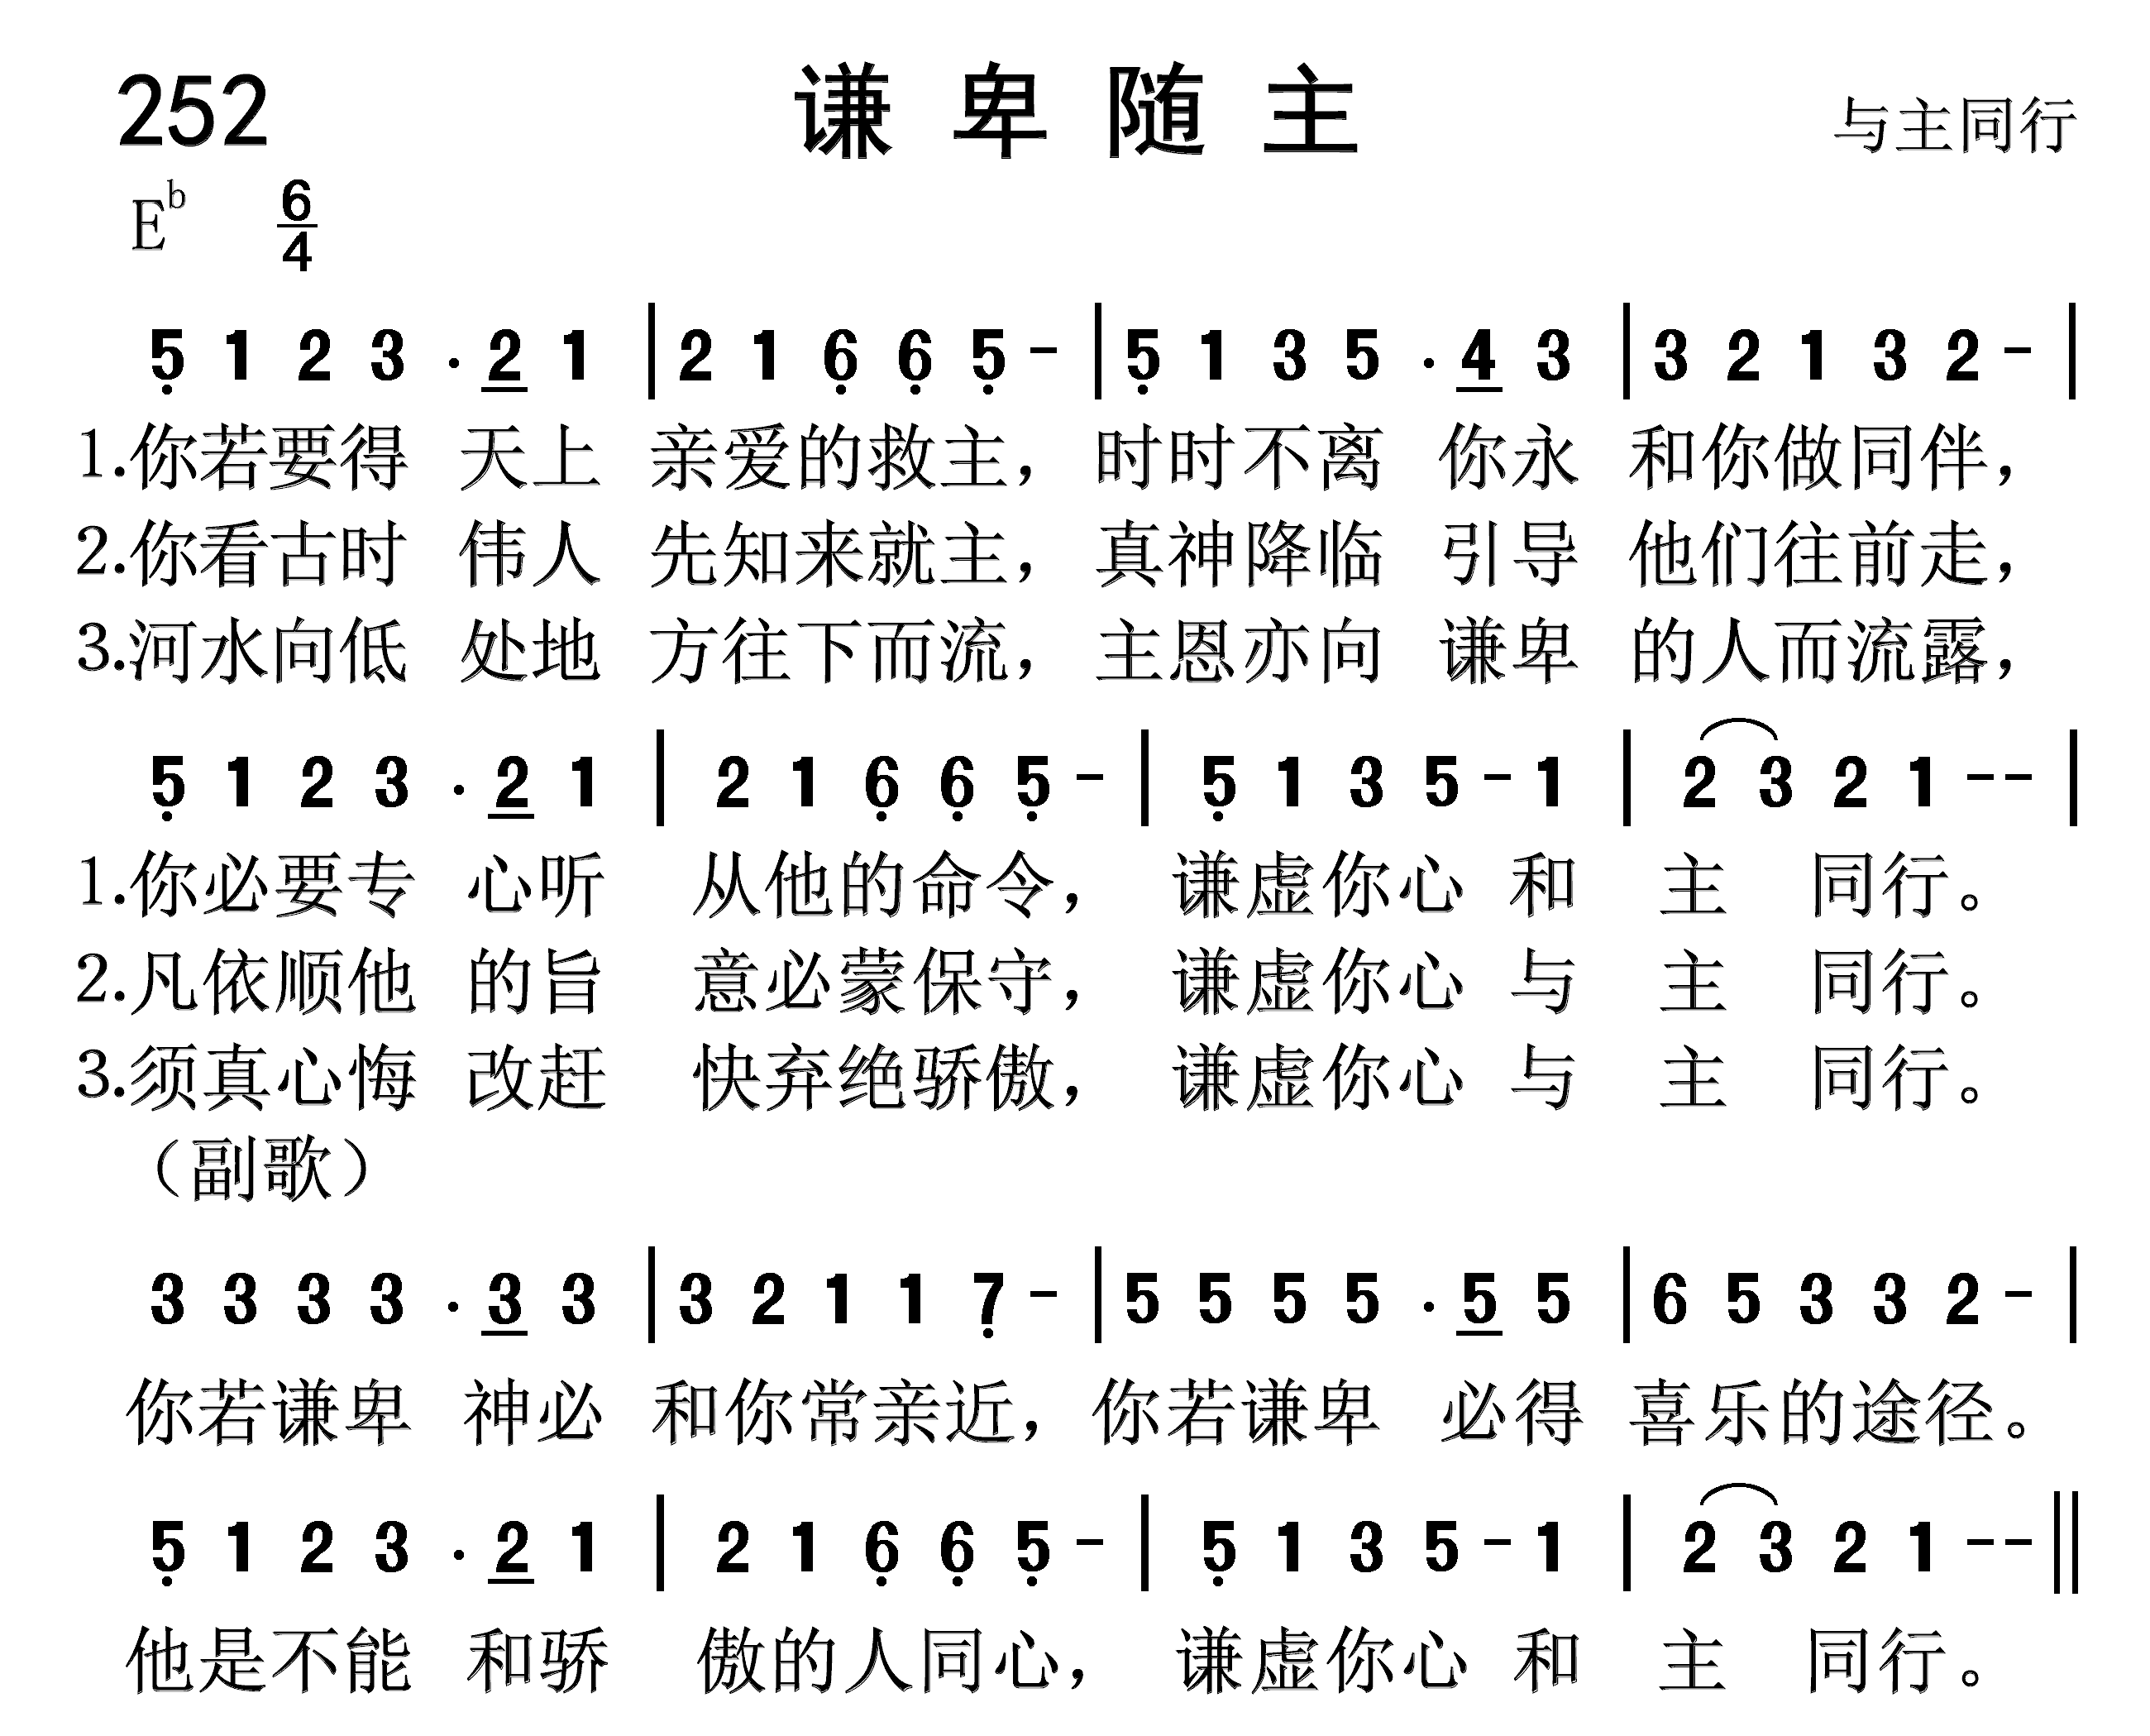 252 谦卑随主 与主同行
E♭ 6/4
5̣ 1 2 3 · 2̲ 1 | 2 1 6̣ 6̣ 5̣ - | 5̣ 1 3 5 · 4̲ 3 | 3 2 1 3 2 - |
1.你若要得 天上 亲爱的救主，时时不离 你永 和你做同伴，
2.你看古时 伟人 先知来就主，真神降临 引导 他们往前走，
3.河水向低 处地 方往下而流，主恩亦向 谦卑 的人而流露，
5̣ 1 2 3 · 2̲ 1 | 2 1 6̣ 6̣ 5̣ - | 5̣ 1 3 5 - 1 | 2 3 2 1 - - |
1.你必要专 心听 从他的命令，谦虚你心 和 主 同行。
2.凡依顺他 的旨 意必蒙保守，谦虚你心 与 主 同行。
3.须真心悔 改赶 快弃绝骄傲，谦虚你心 与 主 同行。
（副歌）
3 3 3 3 · 3̲ 3 | 3 2 1 1 7̣ - | 5 5 5 5 · 5̲ 5 | 6 5 3 3 2 - |
你若谦卑 神必 和你常亲近，你若谦卑 必得 喜乐的途径。
5̣ 1 2 3 · 2̲ 1 | 2 1 6̣ 6̣ 5̣ - | 5̣ 1 3 5 - 1 | 2 3 2 1 - - ‖
他是不能 和骄 傲的人同心，谦虚你心 和 主 同行。